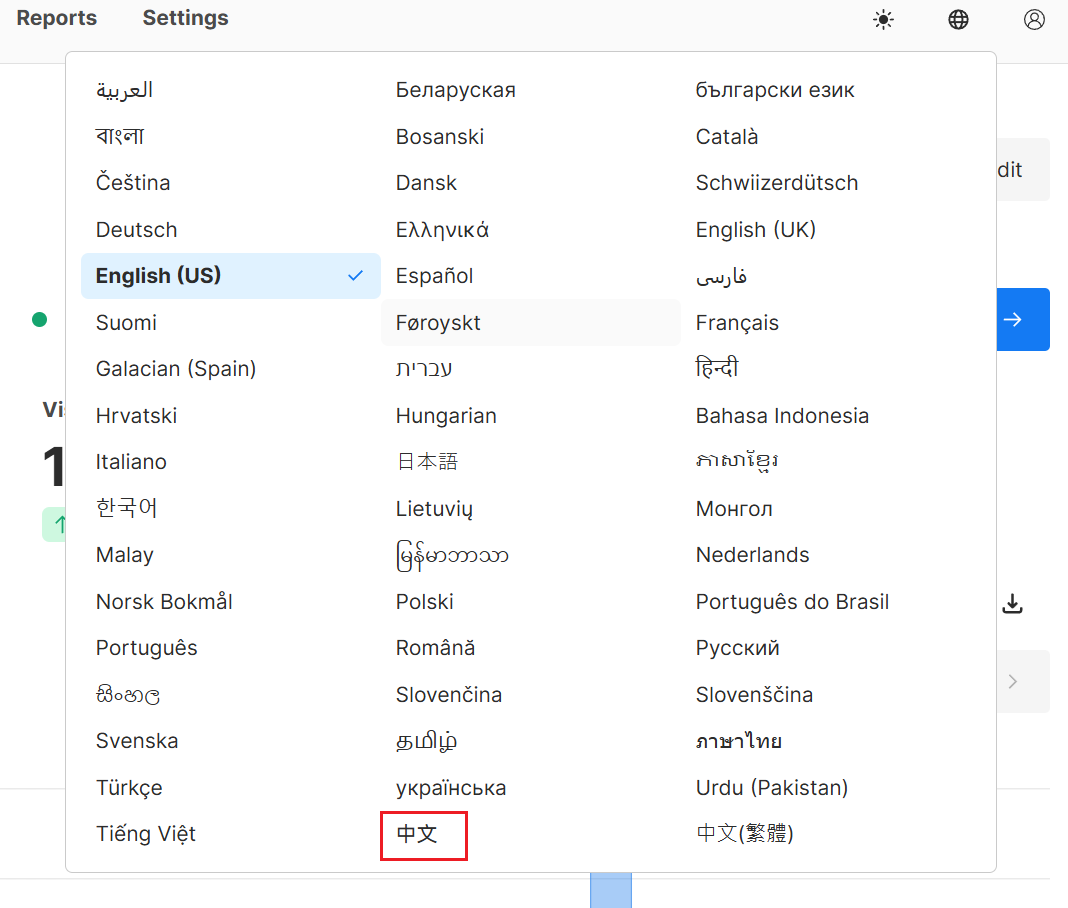 Reports Settings
العربية Беларуская български език
বাংলা Bosanski Català
Čeština Dansk Schwiizerdütsch
dit
Deutsch Ελληνικά English (UK)
English (US) Español فارسی
Suomi Føroyskt Français
Galacian (Spain) עברית हिन्दी
Vi
Hrvatski Hungarian Bahasa Indonesia
1
Italiano 日本語 ភាសាខ្មែរ
한국어 Lietuvių Монгол
Malay မြန်မာဘာသာ Nederlands
Norsk Bokmål Polski Português do Brasil
Português Română Русский
සිංහල Slovenčina Slovenščina
Svenska தமிழ் ภาษาไทย
Türkçe українська Urdu (Pakistan)
Tiếng Việt 中文 中文(繁體)